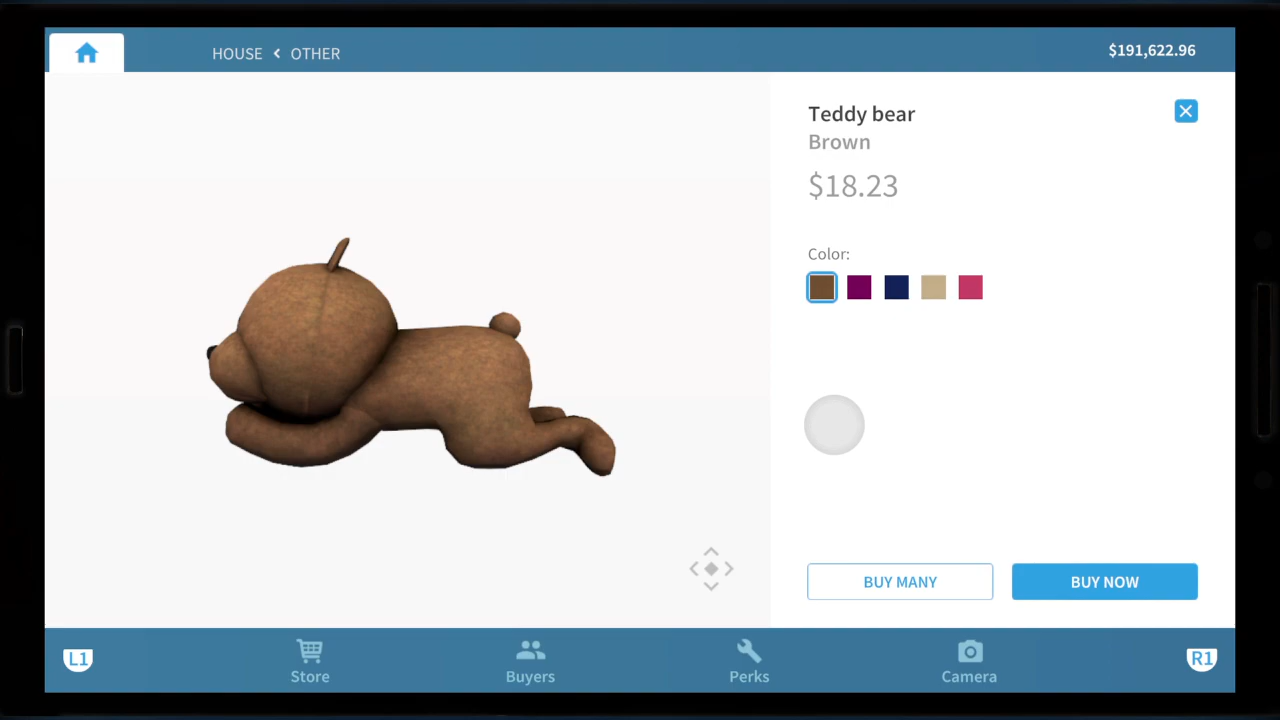 HOUSE < OTHER
$191,622.96
Teddy bear
Brown
$18.23
Color:
BUY MANY
BUY NOW
L1
Store
Buyers
Perks
Camera
R1